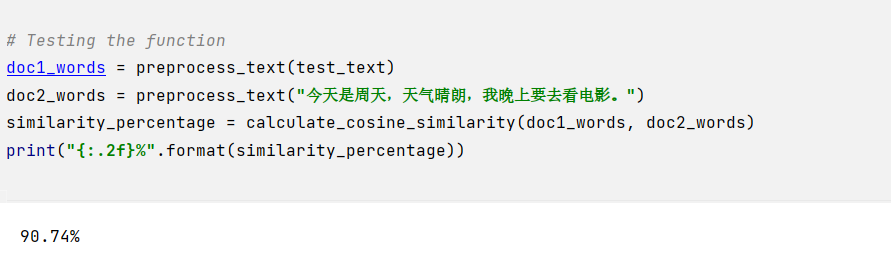 # Testing the function
doc1_words = preprocess_text(test_text)
doc2_words = preprocess_text("今天是周天，天气晴朗，我晚上要去看电影。")
similarity_percentage = calculate_cosine_similarity(doc1_words, doc2_words)
print("{:.2f}%".format(similarity_percentage))
90.74%